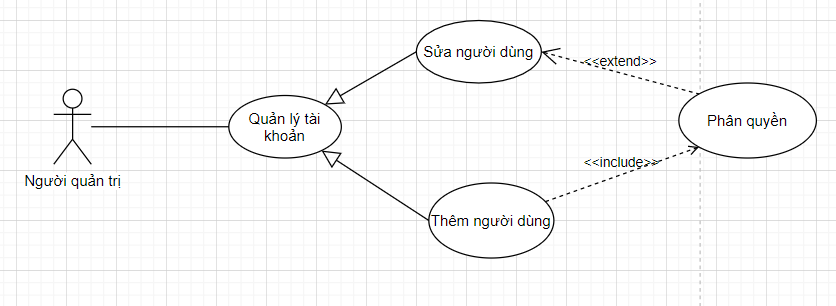 Sửa người dùng
<<extend>>
Quản lý tài
khoản
Phân quyền
<<include>>
Người quản trị
Thêm người dùng